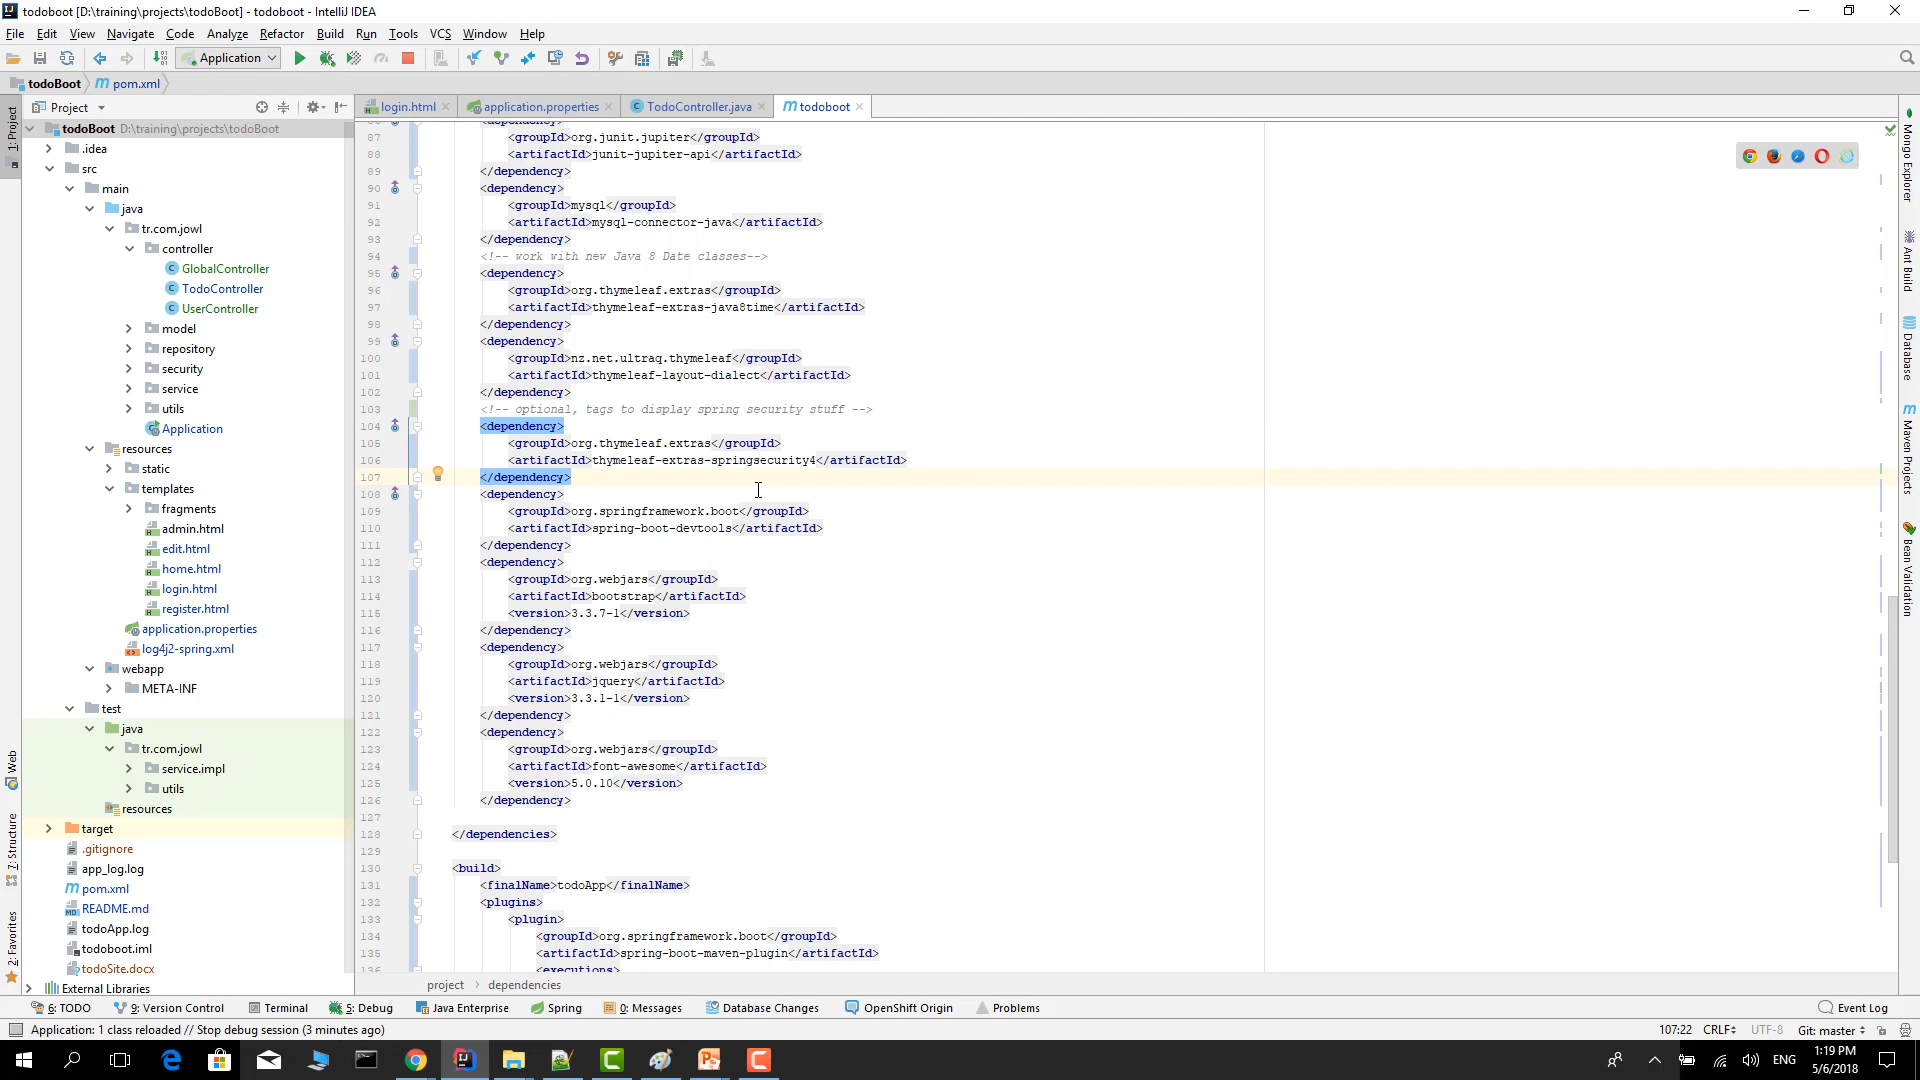 todoboot [D:\training\projects\todoBoot] - todoboot - IntelliJ IDEA
File Edit View Navigate Code Analyze Refactor Build Run Tools VCS Window Help
Application
todoBoot pom.xml
Project
login.html application.properties TodoController.java todoboot
1: Project
7: Structure
2: Favorites
Web
todoBoot D:\training\projects\todoBoot
.idea
src
main
java
tr.com.jowl
controller
GlobalController
TodoController
UserController
model
repository
security
service
utils
Application
resources
static
templates
fragments
admin.html
edit.html
home.html
login.html
register.html
application.properties
log4j2-spring.xml
webapp
META-INF
test
java
tr.com.jowl
service.impl
utils
resources
target
.gitignore
app_log.log
pom.xml
README.md
todoApp.log
todoboot.iml
todoSite.docx
External Libraries
87 <groupId>org.junit.jupiter</groupId>
88 <artifactId>junit-jupiter-api</artifactId>
89 </dependency>
90 <dependency>
91 <groupId>mysql</groupId>
92 <artifactId>mysql-connector-java</artifactId>
93 </dependency>
94 <!-- work with new Java 8 Date classes-->
95 <dependency>
96 <groupId>org.thymeleaf.extras</groupId>
97 <artifactId>thymeleaf-extras-java8time</artifactId>
98 </dependency>
99 <dependency>
100 <groupId>nz.net.ultraq.thymeleaf</groupId>
101 <artifactId>thymeleaf-layout-dialect</artifactId>
102 </dependency>
103 <!-- optional, tags to display spring security stuff -->
104 <dependency>
105 <groupId>org.thymeleaf.extras</groupId>
106 <artifactId>thymeleaf-extras-springsecurity4</artifactId>
107 </dependency>
108 <dependency>
109 <groupId>org.springframework.boot</groupId>
110 <artifactId>spring-boot-devtools</artifactId>
111 </dependency>
112 <dependency>
113 <groupId>org.webjars</groupId>
114 <artifactId>bootstrap</artifactId>
115 <version>3.3.7-1</version>
116 </dependency>
117 <dependency>
118 <groupId>org.webjars</groupId>
119 <artifactId>jquery</artifactId>
120 <version>3.3.1-1</version>
121 </dependency>
122 <dependency>
123 <groupId>org.webjars</groupId>
124 <artifactId>font-awesome</artifactId>
125 <version>5.0.10</version>
126 </dependency>
127
128 </dependencies>
129
130 <build>
131 <finalName>todoApp</finalName>
132 <plugins>
133 <plugin>
134 <groupId>org.springframework.boot</groupId>
135 <artifactId>spring-boot-maven-plugin</artifactId>
136 <executions>
project dependencies
Mongo Explorer
Ant Build
Database
Maven Projects
Bean Validation
6: TODO 9: Version Control Terminal 5: Debug Java Enterprise Spring 0: Messages Database Changes OpenShift Origin Problems Event Log
Application: 1 class reloaded // Stop debug session (3 minutes ago) 107:22 CRLF UTF-8 Git: master
ENG
1:19 PM
5/6/2018